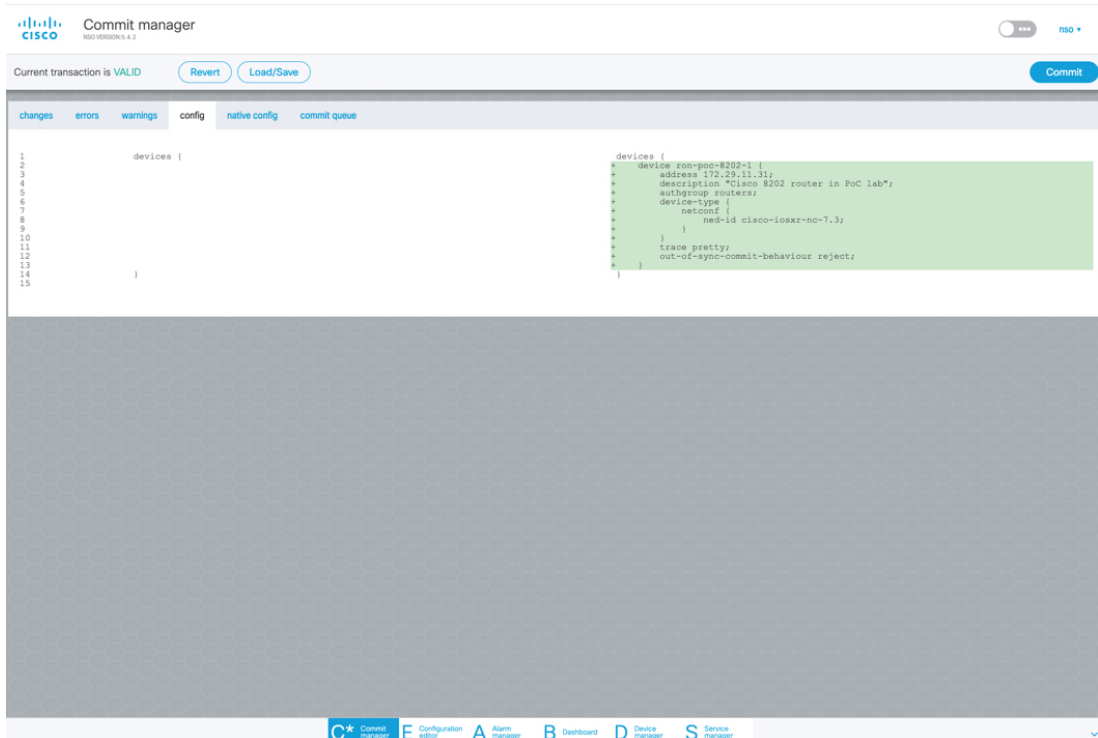 CISCO
Commit manager
NSO VERSION:5.4.2
nso
Current transaction is VALID
Revert
Load/Save
Commit
changes errors warnings config native config commit queue
1 devices { devices {
2 + device ron-poc-8202-1 {
3 + address 172.29.11.31;
4 + description "Cisco 8202 router in PoC lab";
5 + authgroup routers;
6 + device-type {
7 + netconf {
8 + ned-id cisco-iosxr-nc-7.3;
9 + }
10 + }
11 + trace pretty;
12 + out-of-sync-commit-behaviour reject;
13 + }
14 } }
15
C* Commit manager
E Configuration editor
A Alarm manager
B Dashboard
D Device manager
S Service manager